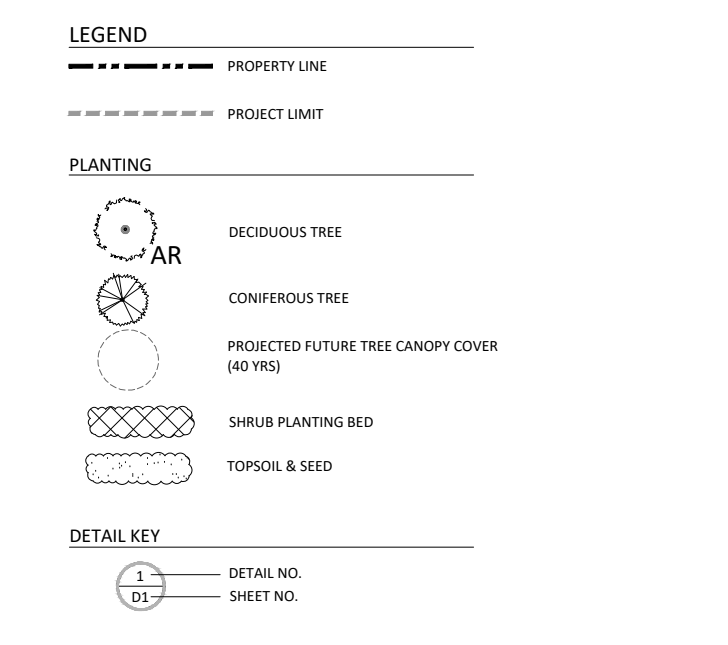 LEGEND
PROPERTY LINE
PROJECT LIMIT
PLANTING
DECIDUOUS TREE
AR
CONIFEROUS TREE
PROJECTED FUTURE TREE CANOPY COVER
(40 YRS)
SHRUB PLANTING BED
TOPSOIL & SEED
DETAIL KEY
1 DETAIL NO.
D1 SHEET NO.